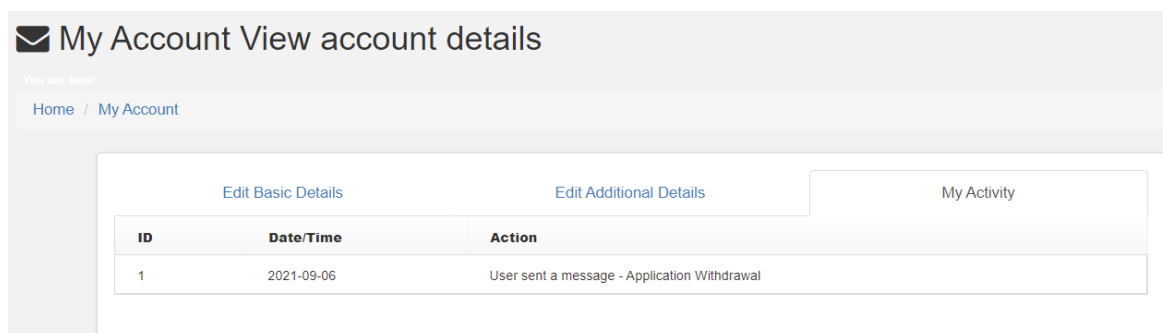 My Account View account details
You are here:
Home / My Account
Edit Basic Details Edit Additional Details My Activity
ID Date/Time Action
1 2021-09-06 User sent a message - Application Withdrawal